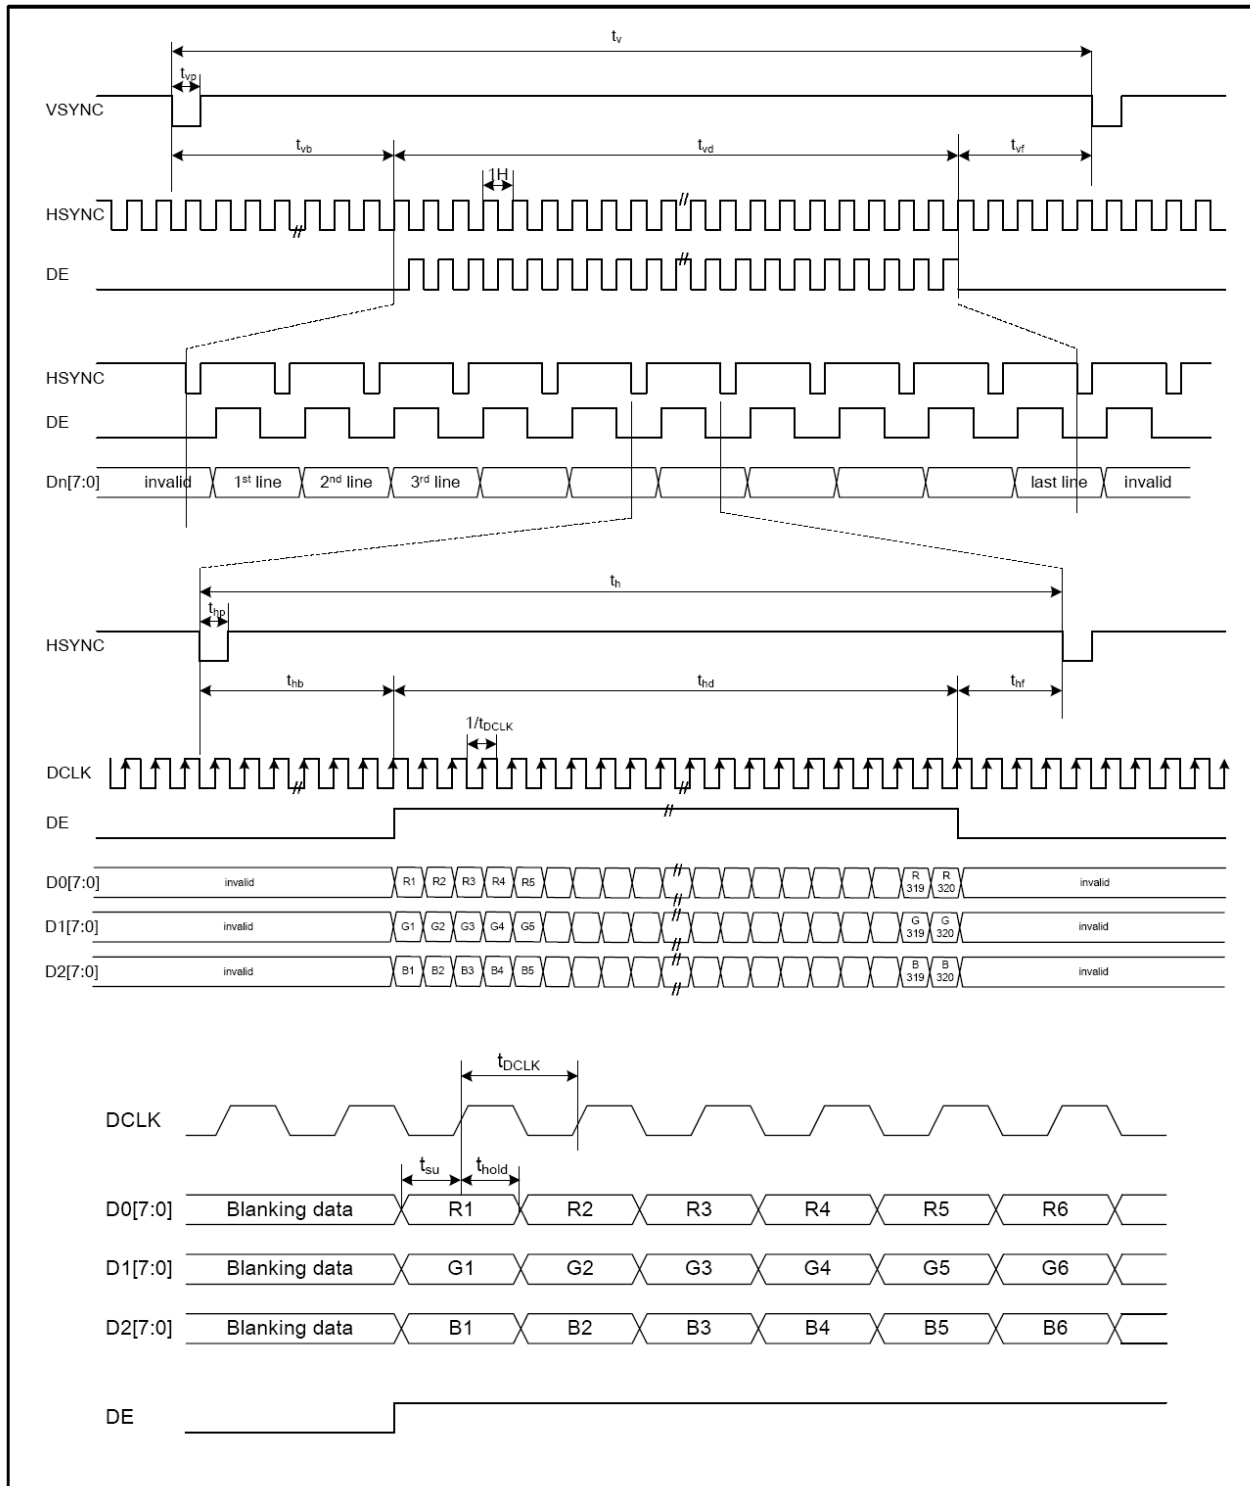 tv
tvp
VSYNC
tvb
tvd
tvf
1H
HSYNC
DE
HSYNC
DE
Dn[7:0] invalid 1st line 2nd line 3rd line last line invalid
th
thp
HSYNC
thb
thd
thf
1/tDCLK
DCLK
DE
D0[7:0] invalid R1 R2 R3 R4 R5 R 319 R 320 invalid
D1[7:0] invalid G1 G2 G3 G4 G5 G 319 G 320 invalid
D2[7:0] invalid B1 B2 B3 B4 B5 B 319 B 320 invalid
tDCLK
DCLK
tsu thold
D0[7:0] Blanking data R1 R2 R3 R4 R5 R6
D1[7:0] Blanking data G1 G2 G3 G4 G5 G6
D2[7:0] Blanking data B1 B2 B3 B4 B5 B6
DE